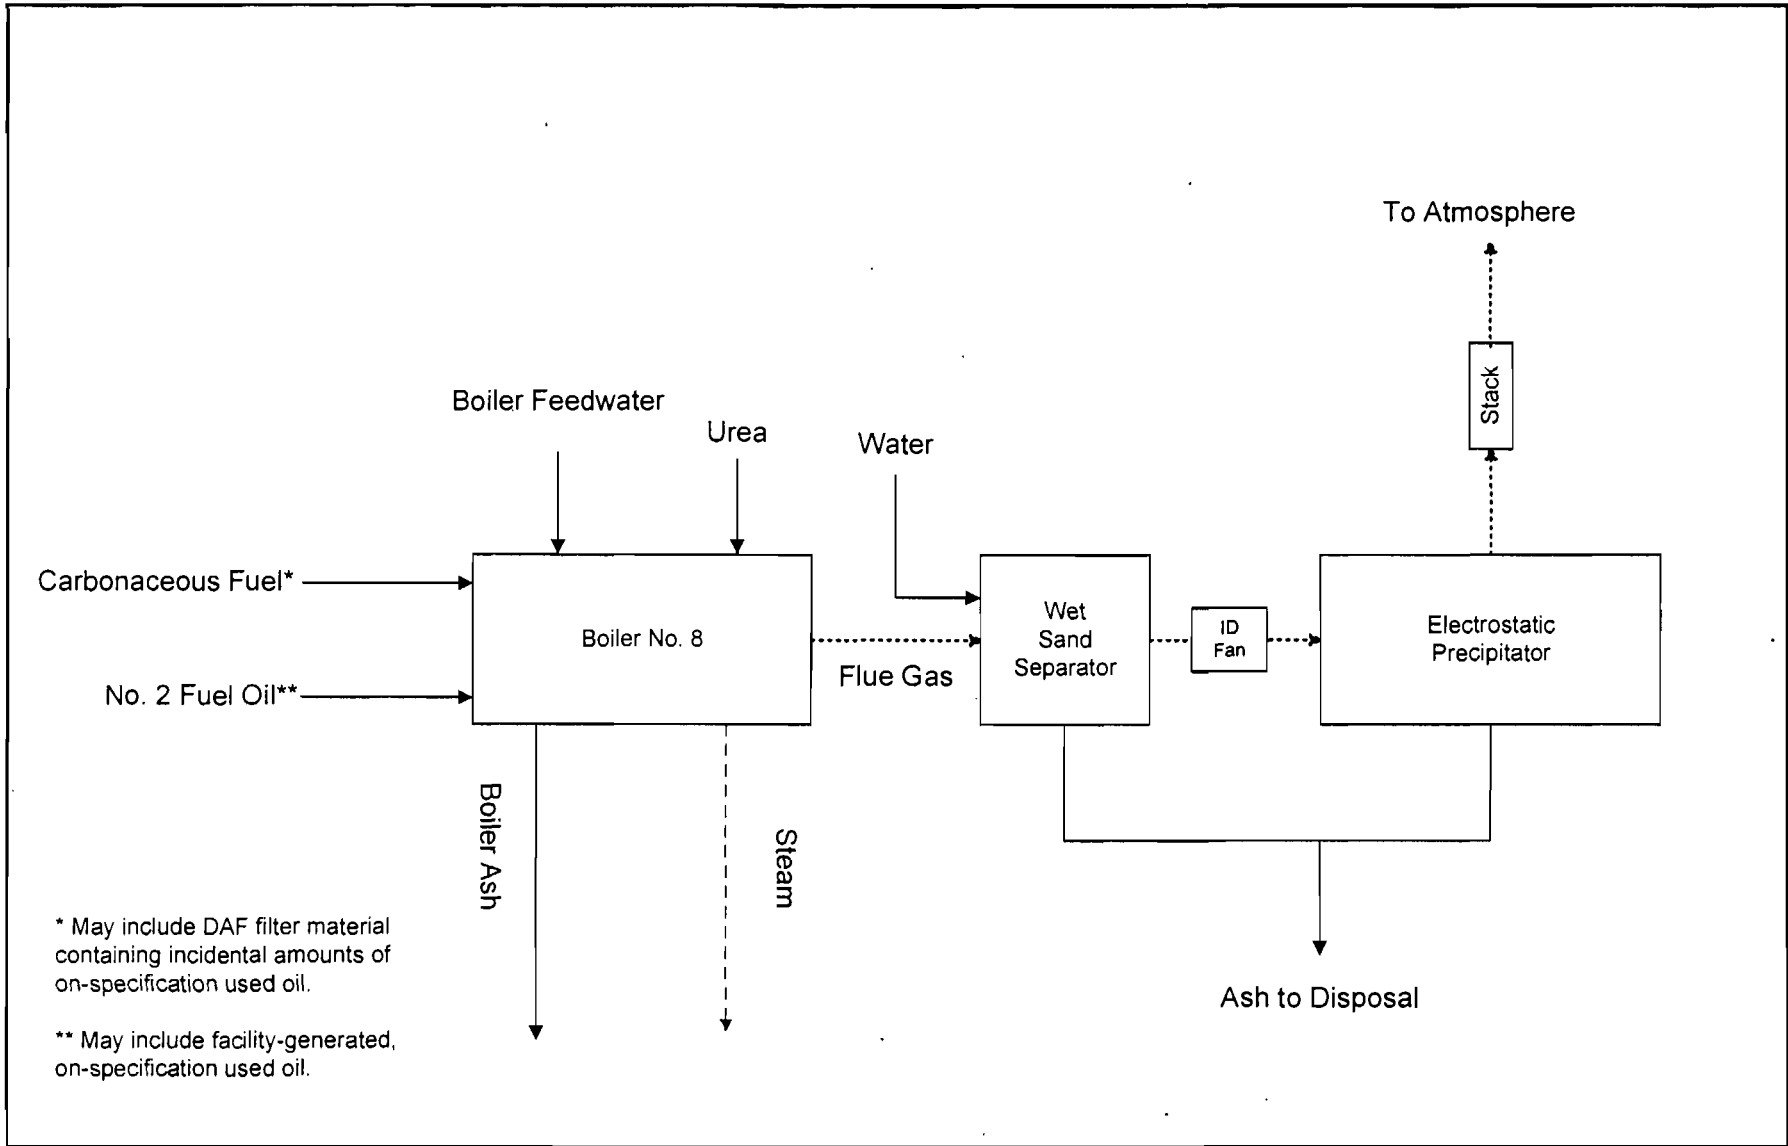 To Atmosphere
Stack
Boiler Feedwater
Urea
Water
Carbonaceous Fuel*
No. 2 Fuel Oil**
Boiler No. 8
Flue Gas
Wet
Sand
Separator
ID
Fan
Electrostatic
Precipitator
Boiler Ash
Steam
Ash to Disposal
* May include DAF filter material
containing incidental amounts of
on-specification used oil.
** May include facility-generated,
on-specification used oil.